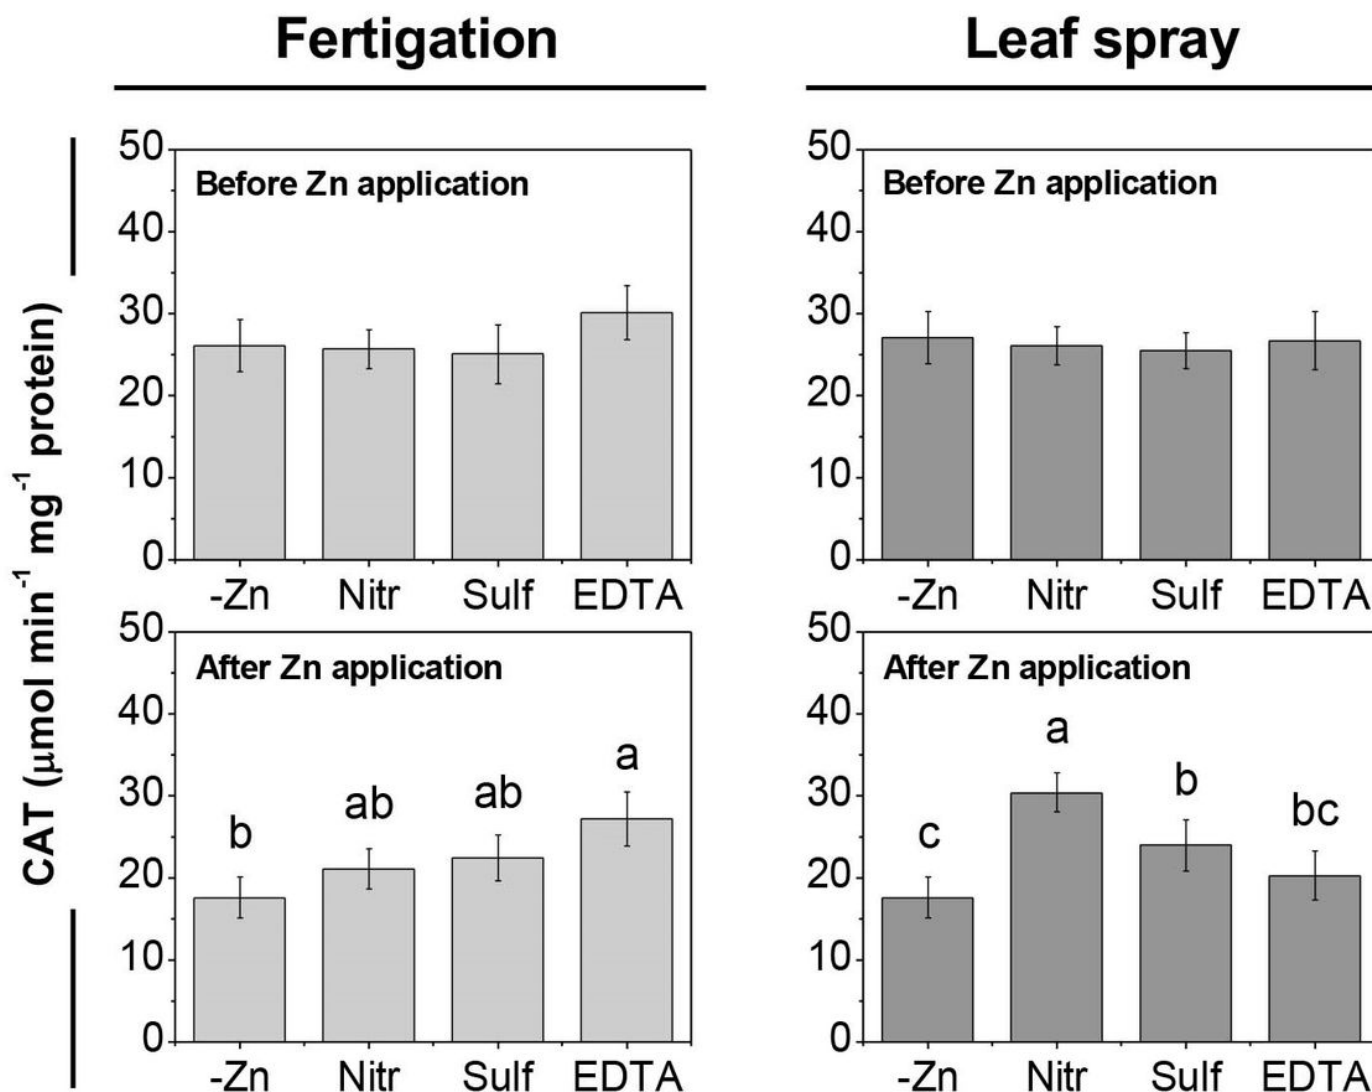 Fertigation
Leaf spray
CAT (μmol min⁻¹ mg⁻¹ protein)
50
40
30
20
10
0
Before Zn application
-Zn Nitr Sulf EDTA
50
40
30
20
10
0
Before Zn application
-Zn Nitr Sulf EDTA
50
40
30
20
10
0
After Zn application
b ab ab a
-Zn Nitr Sulf EDTA
50
40
30
20
10
0
After Zn application
c a b bc
-Zn Nitr Sulf EDTA